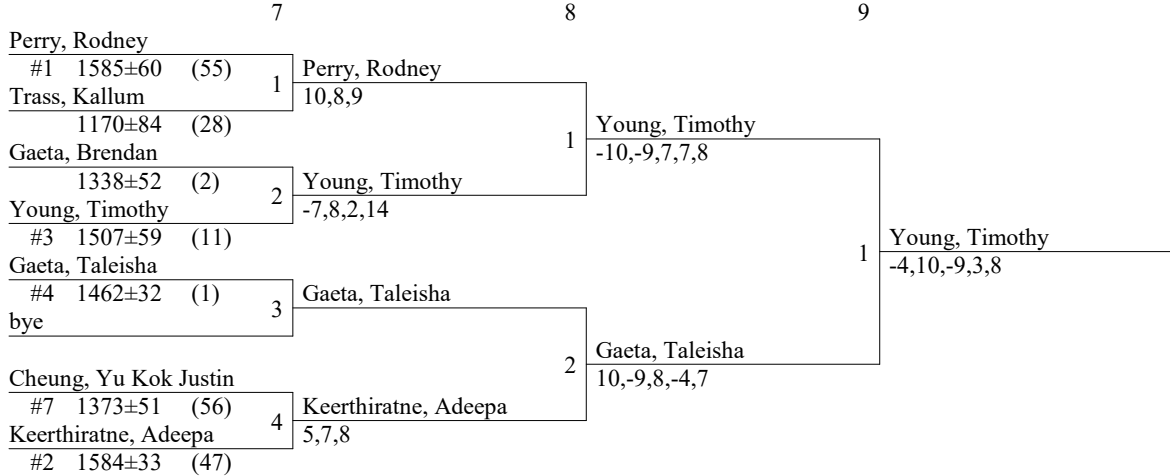 7 8 9
Perry, Rodney
#1 1585±60 (55)
1
Perry, Rodney
10,8,9
Trass, Kallum
1170±84 (28)
1
Young, Timothy
-10,-9,7,7,8
Gaeta, Brendan
1338±52 (2)
2
Young, Timothy
-7,8,2,14
Young, Timothy
#3 1507±59 (11)
1
Young, Timothy
-4,10,-9,3,8
Gaeta, Taleisha
#4 1462±32 (1)
3
Gaeta, Taleisha
bye
2
Gaeta, Taleisha
10,-9,8,-4,7
Cheung, Yu Kok Justin
#7 1373±51 (56)
4
Keerthiratne, Adeepa
5,7,8
Keerthiratne, Adeepa
#2 1584±33 (47)